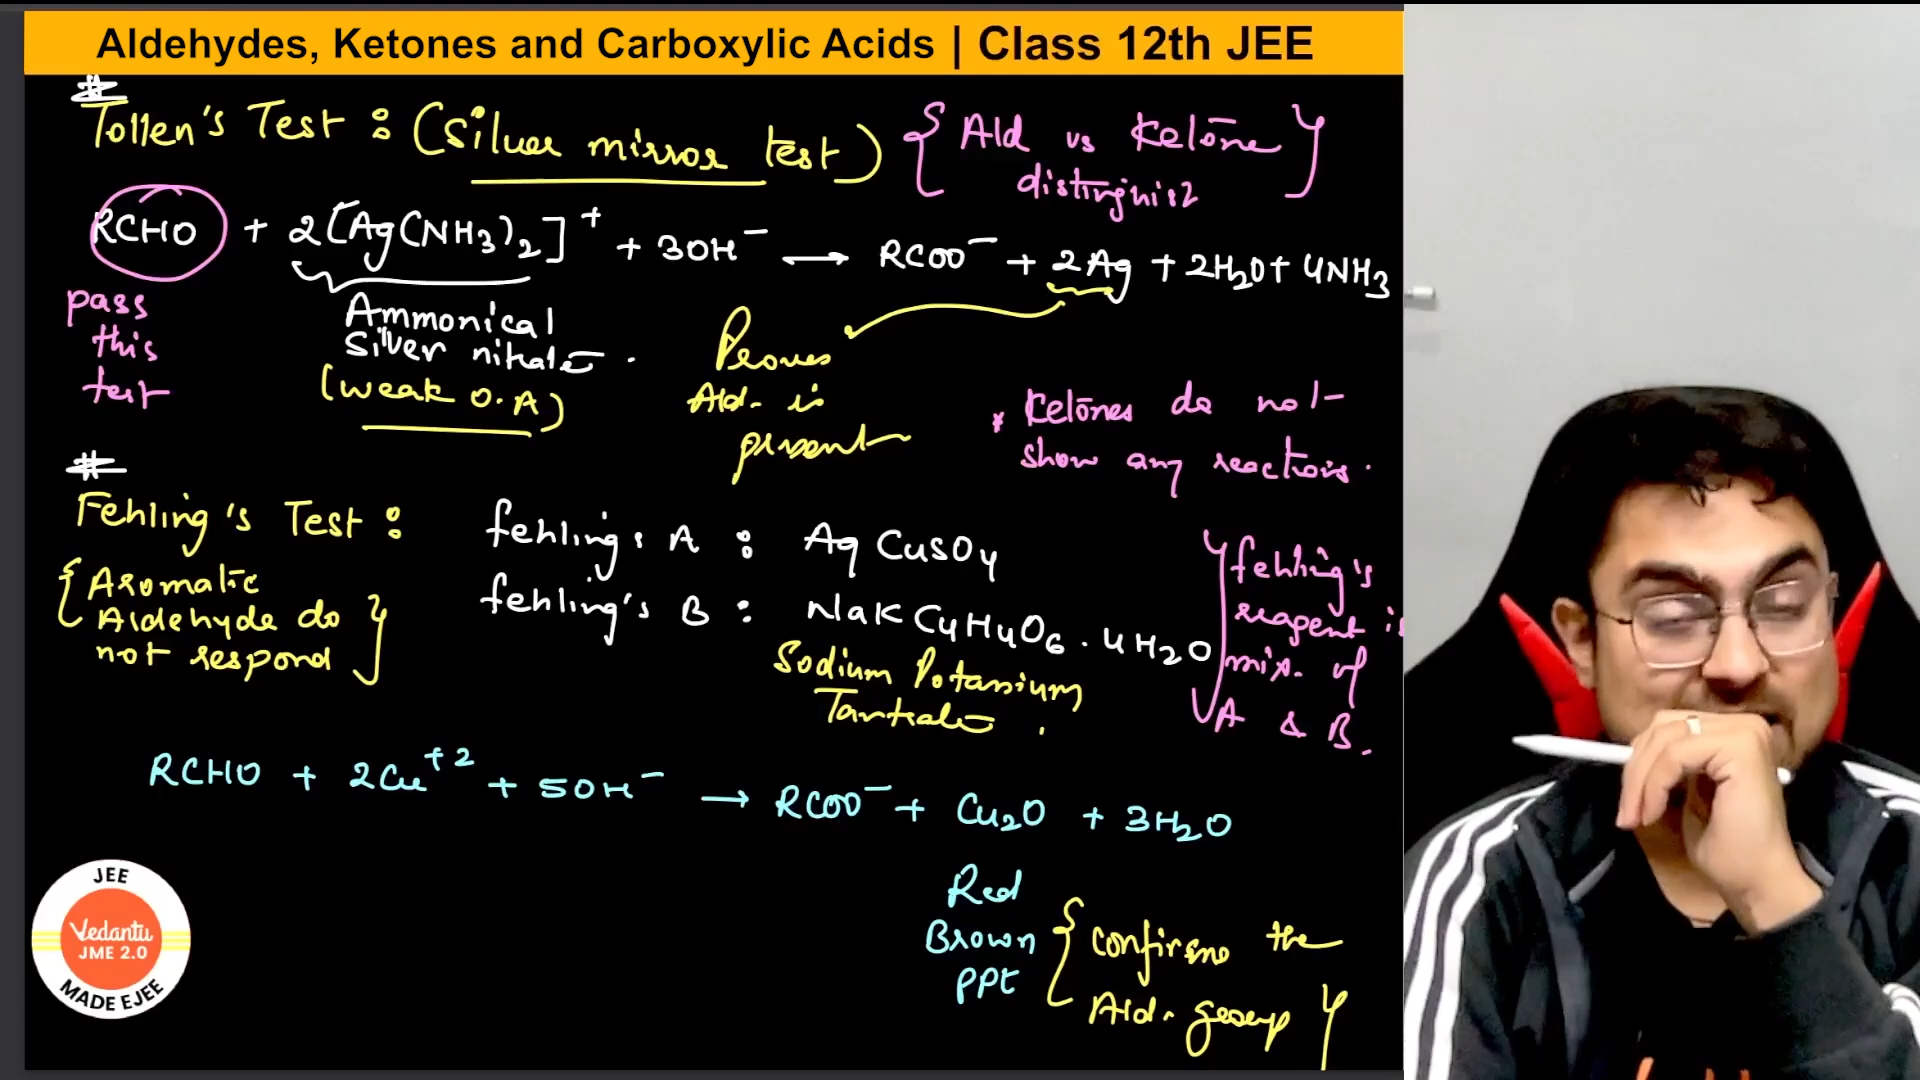 Aldehydes, Ketones and Carboxylic Acids | Class 12th JEE
#
Tollen's Test : (Silver mirror test) { Ald vs Ketone
distinguish }
RCHO + 2[Ag(NH3)2]+ + 3OH− ⟶ RCOO− + 2Ag + 2H2O + 4NH3
pass
this
test
Ammonical
Silver nitrate.
(weak O.A)
Proves
Ald. is
present
* Ketones do not
show any reactions.
#
Fehling's Test :
{ Aromatic
Aldehyde do
not respond }
fehling's A : Aq CuSO4
fehling's B : NaK C4H4O6 . 4H2O
Sodium Potassium
Tartrate .
} fehling's
reagent is
mix. of
A & B.
RCHO + 2Cu+2 + 5OH− → RCOO− + Cu2O + 3H2O
Red
Brown
ppt
{ confirms the
Ald. group }
JEE
Vedantu
JME 2.0
MADE EJEE